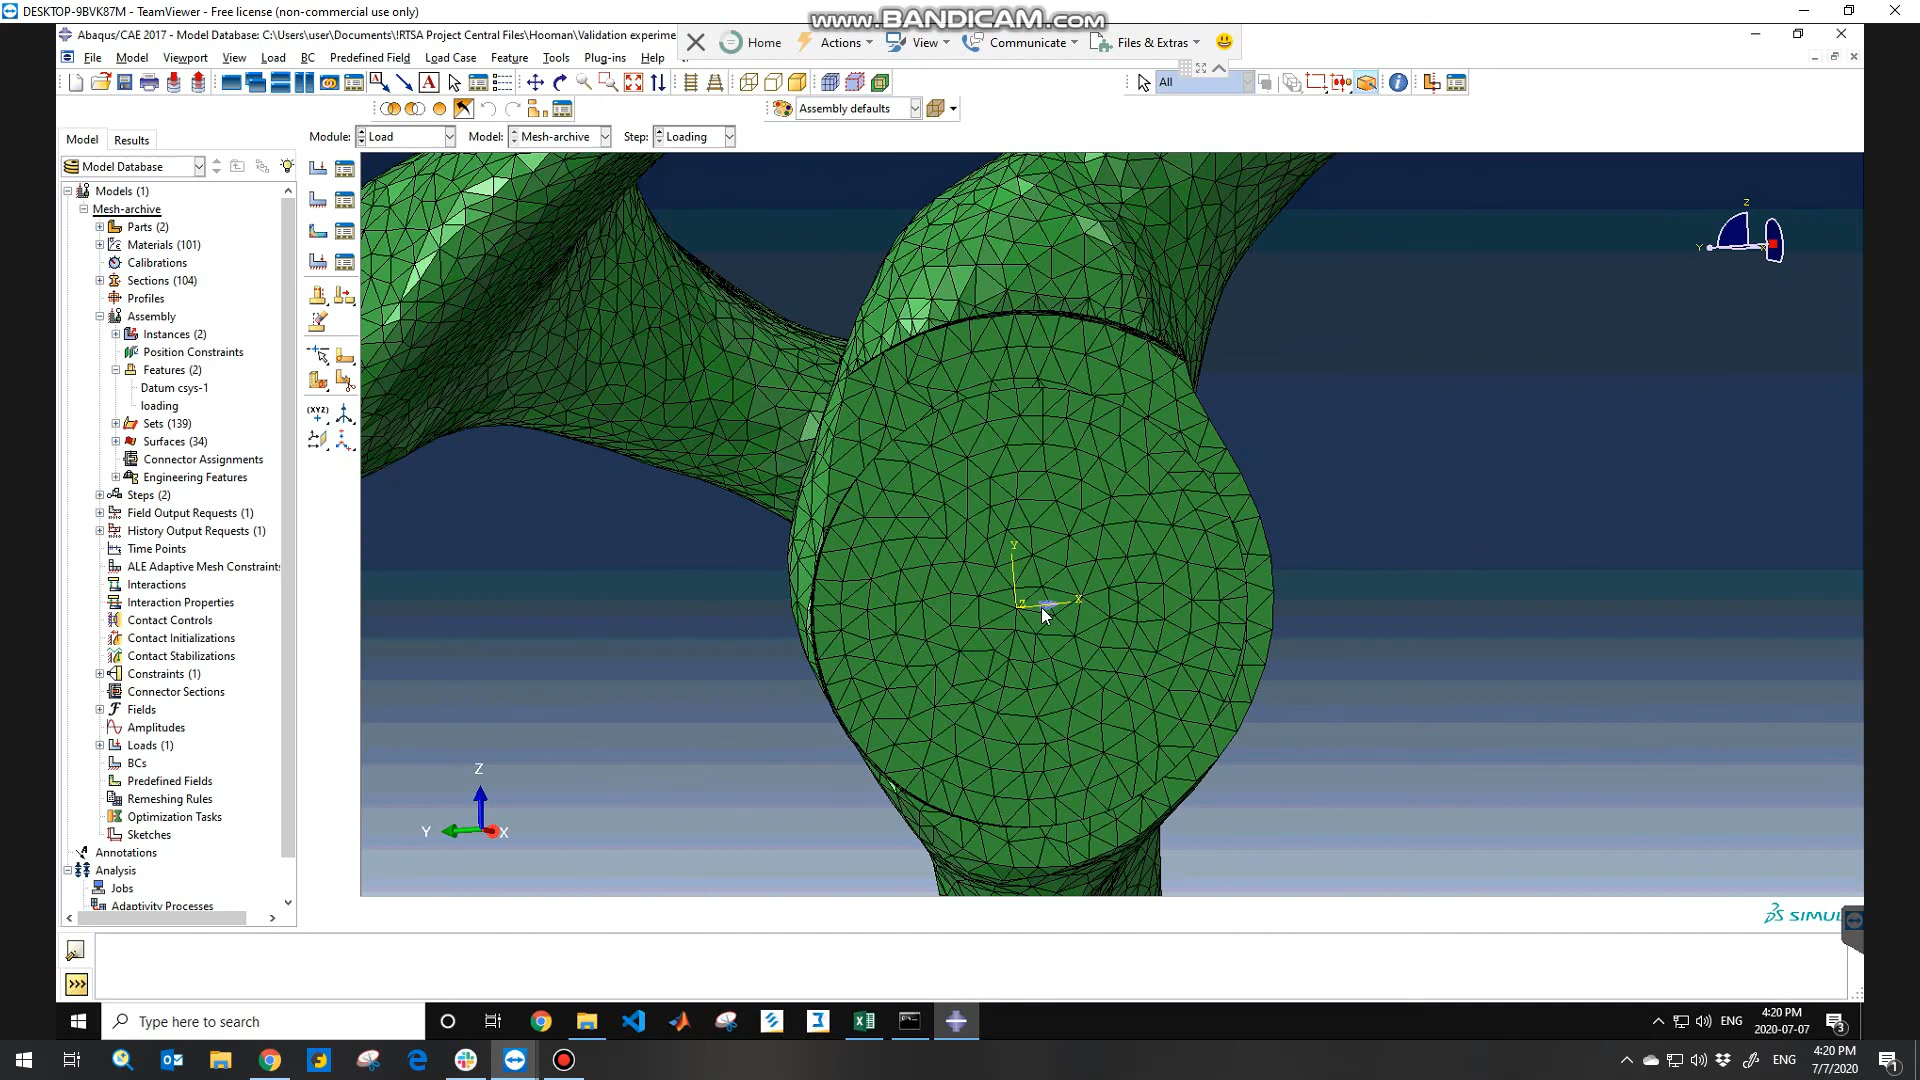 DESKTOP-9BVK87M - TeamViewer - Free license (non-commercial use only)
www.BANDICAM.com
Abaqus/CAE 2017 - Model Database: C:\Users\user\Documents\!RTSA Project Central Files\Hooman\Validation experime
Home Actions View Communicate Files & Extras
File Model Viewport View Load BC Predefined Field Load Case Feature Tools Plug-ins Help
All
Assembly defaults
Model Results
Module: Load Model: Mesh-archive Step: Loading
Model Database
Models (1)
Mesh-archive
Parts (2)
Materials (101)
Calibrations
Sections (104)
Profiles
Assembly
Instances (2)
Position Constraints
Features (2)
Datum csys-1
loading
Sets (139)
Surfaces (34)
Connector Assignments
Engineering Features
Steps (2)
Field Output Requests (1)
History Output Requests (1)
Time Points
ALE Adaptive Mesh Constraints
Interactions
Interaction Properties
Contact Controls
Contact Initializations
Contact Stabilizations
Constraints (1)
Connector Sections
Fields
Amplitudes
Loads (1)
BCs
Predefined Fields
Remeshing Rules
Optimization Tasks
Sketches
Annotations
Analysis
Jobs
Adaptivity Processes
(XYZ)
Z
Y
Y
X
Z
Z
Y X
SIMUL
>>>
Type here to search
ENG
4:20 PM
2020-07-07
3
ENG
4:20 PM
7/7/2020
1